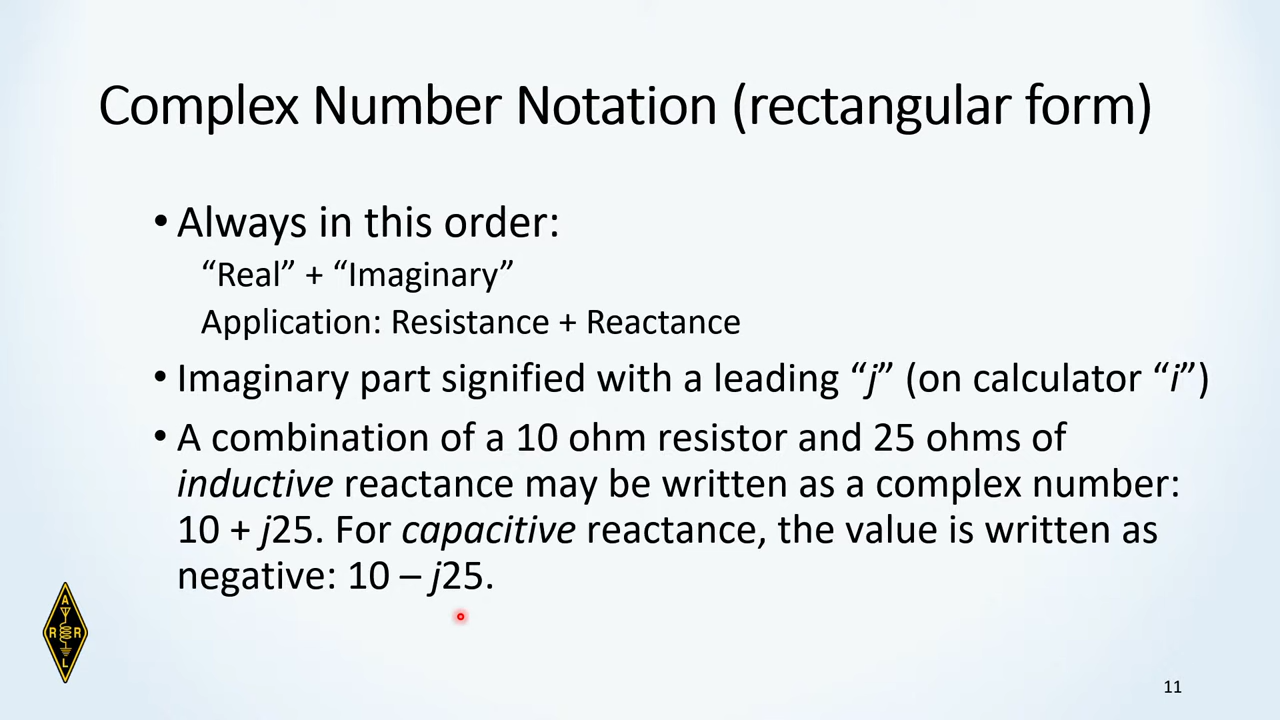 Complex Number Notation (rectangular form)
• Always in this order:
“Real” + “Imaginary”
Application: Resistance + Reactance
• Imaginary part signified with a leading “j” (on calculator “i”)
• A combination of a 10 ohm resistor and 25 ohms of
inductive reactance may be written as a complex number:
10 + j25. For capacitive reactance, the value is written as
negative: 10 – j25.
A
R R
L
11